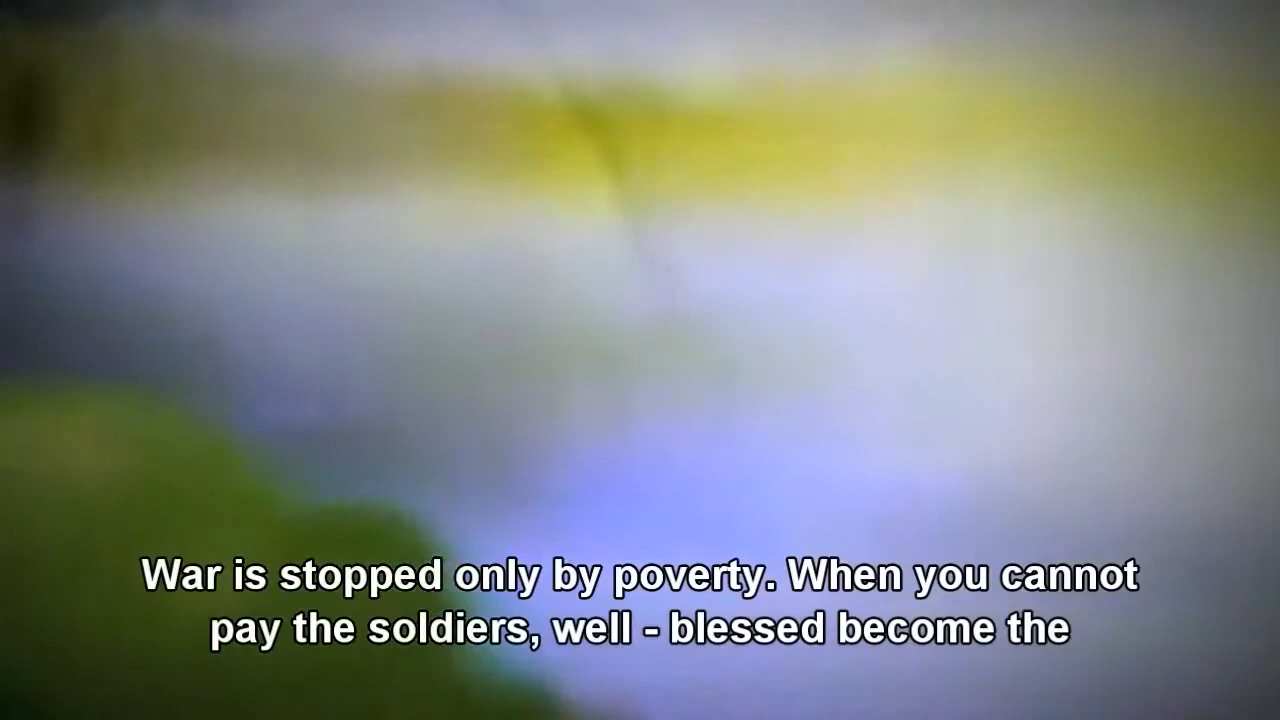 War is stopped only by poverty. When you cannot
pay the soldiers, well - blessed become the